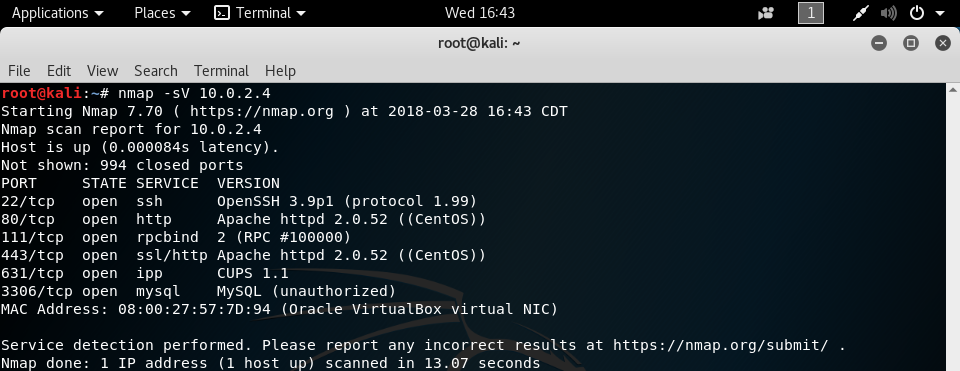 Applications Places Terminal Wed 16:43 1
root@kali: ~
File Edit View Search Terminal Help
root@kali:~# nmap -sV 10.0.2.4
Starting Nmap 7.70 ( https://nmap.org ) at 2018-03-28 16:43 CDT
Nmap scan report for 10.0.2.4
Host is up (0.000084s latency).
Not shown: 994 closed ports
PORT     STATE SERVICE  VERSION
22/tcp   open  ssh      OpenSSH 3.9p1 (protocol 1.99)
80/tcp   open  http     Apache httpd 2.0.52 ((CentOS))
111/tcp  open  rpcbind  2 (RPC #100000)
443/tcp  open  ssl/http Apache httpd 2.0.52 ((CentOS))
631/tcp  open  ipp      CUPS 1.1
3306/tcp open  mysql    MySQL (unauthorized)
MAC Address: 08:00:27:57:7D:94 (Oracle VirtualBox virtual NIC)
Service detection performed. Please report any incorrect results at https://nmap.org/submit/ .
Nmap done: 1 IP address (1 host up) scanned in 13.07 seconds